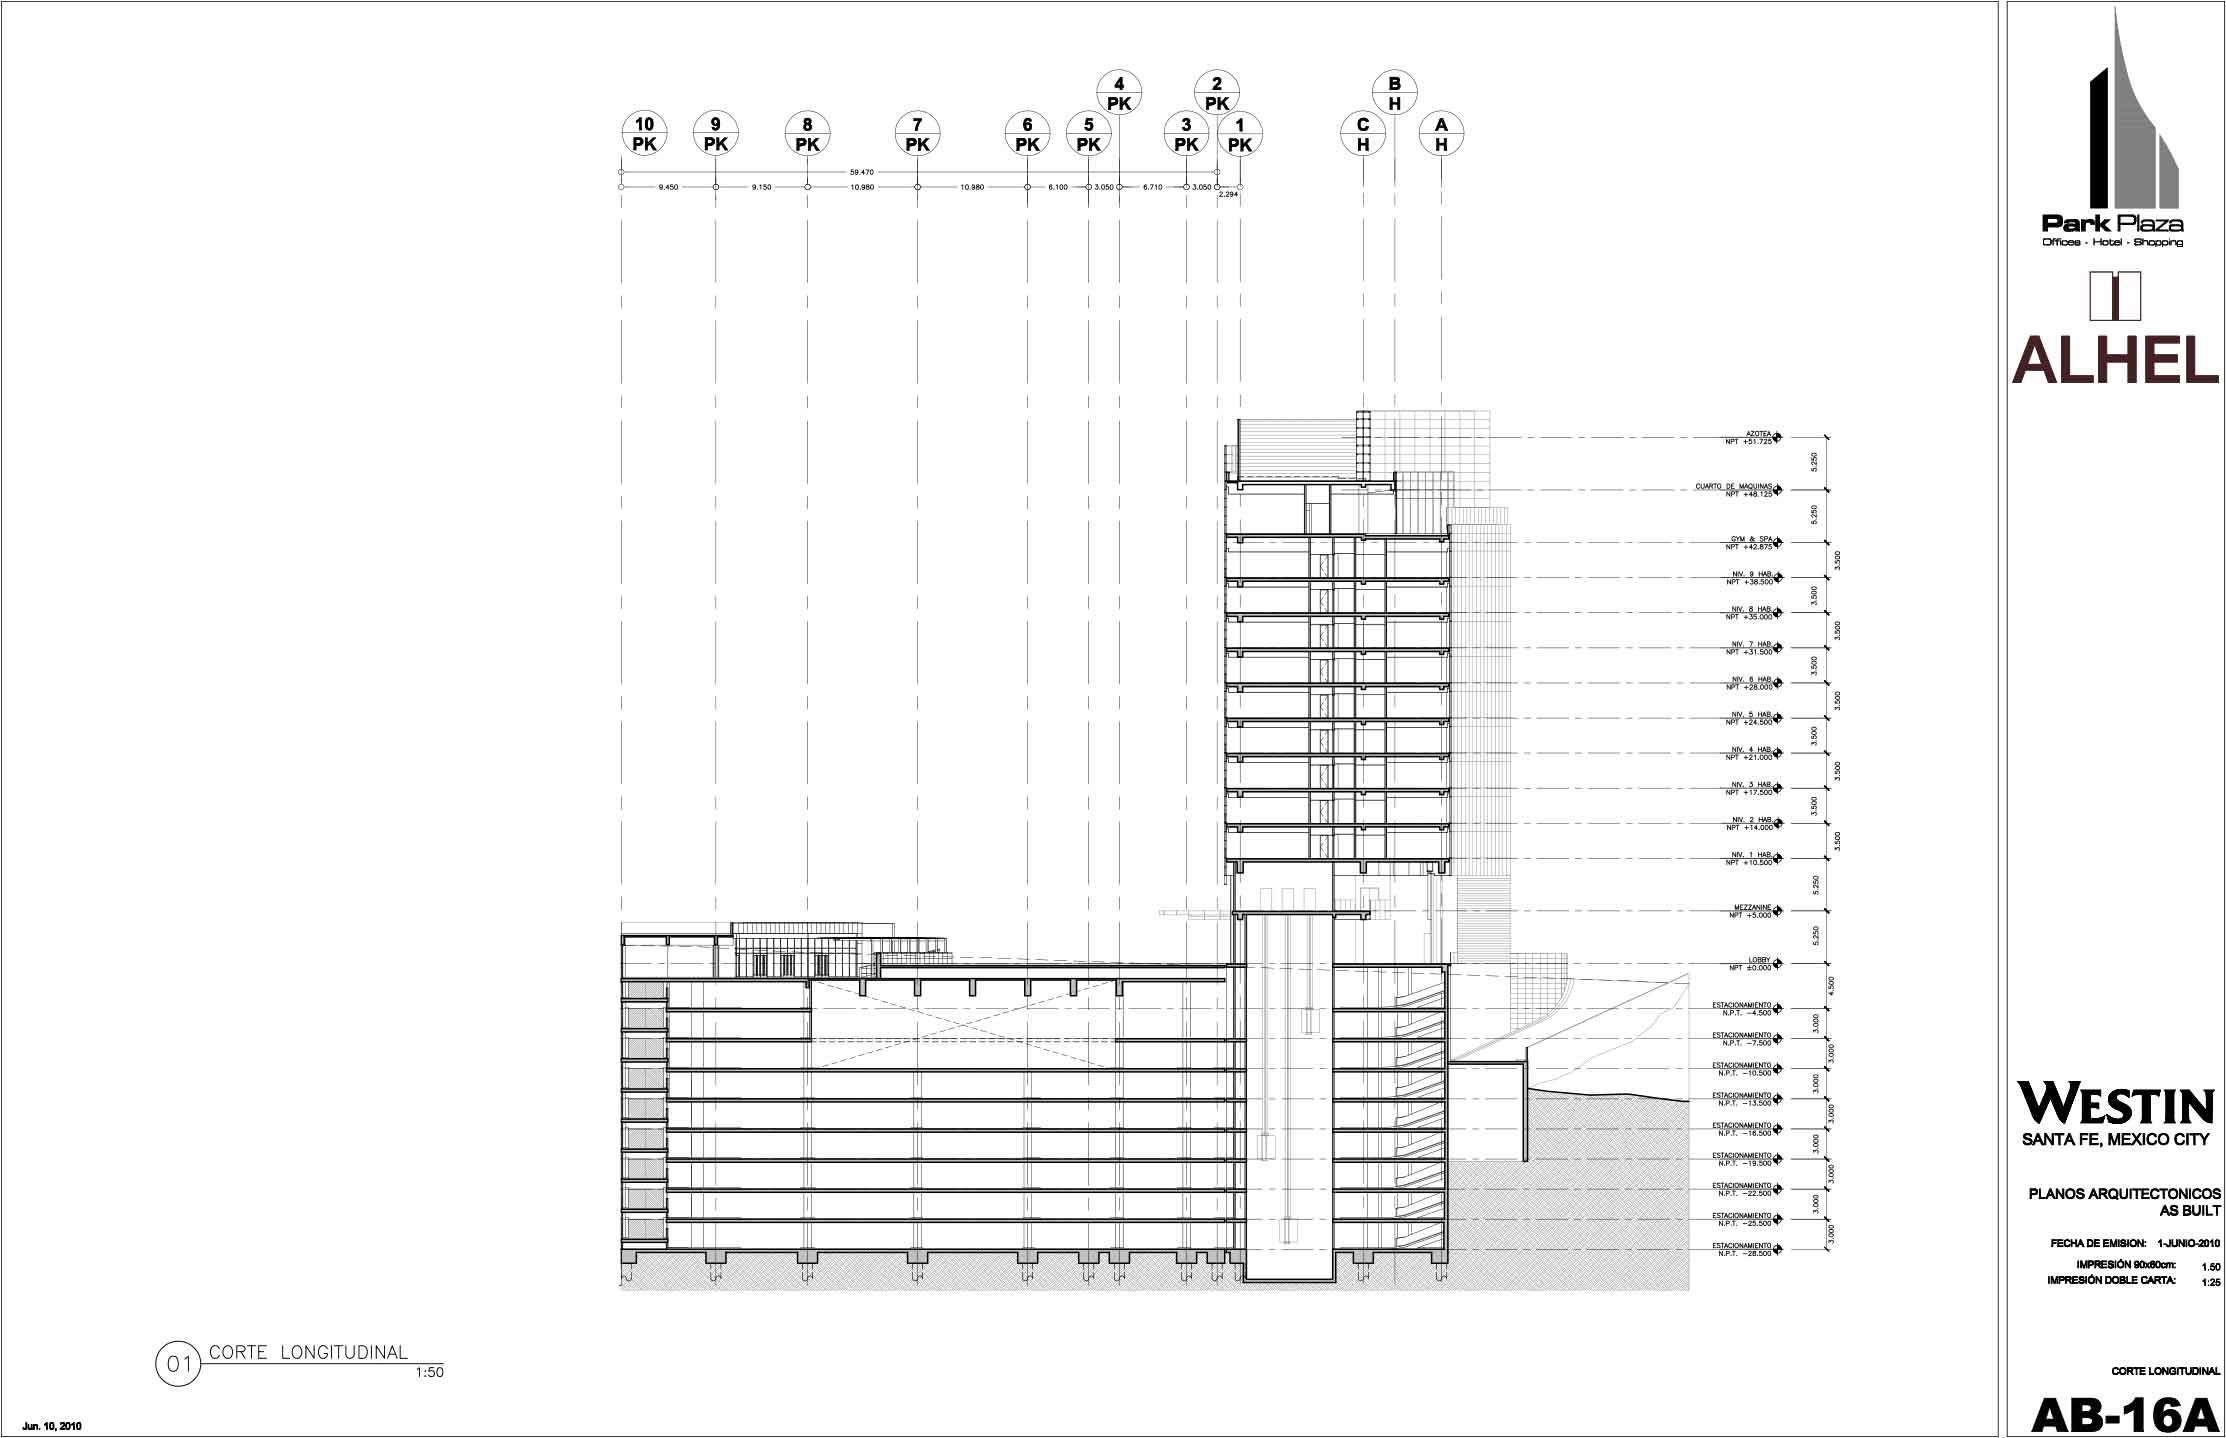 4 2 B
PK PK H
10 9 8 7 6 5 3 1 C A
PK PK PK PK PK PK PK PK H H
59.470
9.450 9.150 10.980 10.980 6.100 3.050 6.710 3.050
2.294
AZOTEA
NPT +51.725
5.250
CUARTO DE MAQUINAS
NPT +48.125
5.250
GYM & SPA
NPT +42.875
3.500
NIV. 9 HAB.
NPT +38.500
3.500
NIV. 8 HAB.
NPT +35.000
3.500
NIV. 7 HAB.
NPT +31.500
3.500
NIV. 6 HAB.
NPT +28.000
3.500
NIV. 5 HAB.
NPT +24.500
3.500
NIV. 4 HAB.
NPT +21.000
3.500
NIV. 3 HAB.
NPT +17.500
3.500
NIV. 2 HAB.
NPT +14.000
3.500
NIV. 1 HAB.
NPT +10.500
5.250
MEZZANINE
NPT +5.000
5.250
LOBBY
NPT ±0.000
4.500
ESTACIONAMIENTO
N.P.T. -4.500
3.000
ESTACIONAMIENTO
N.P.T. -7.500
3.000
ESTACIONAMIENTO
N.P.T. -10.500
3.000
ESTACIONAMIENTO
N.P.T. -13.500
3.000
ESTACIONAMIENTO
N.P.T. -16.500
3.000
ESTACIONAMIENTO
N.P.T. -19.500
3.000
ESTACIONAMIENTO
N.P.T. -22.500
3.000
ESTACIONAMIENTO
N.P.T. -25.500
3.000
ESTACIONAMIENTO
N.P.T. -28.500
01 CORTE LONGITUDINAL
1:50
Jun. 10, 2010
Park Plaza
Offices - Hotel - Shopping
ALHEL
WESTIN
SANTA FE, MEXICO CITY
PLANOS ARQUITECTONICOS
AS BUILT
FECHA DE EMISION: 1-JUNIO-2010
IMPRESIÓN 90x60cm: 1.50
IMPRESIÓN DOBLE CARTA: 1:25
CORTE LONGITUDINAL
AB-16A